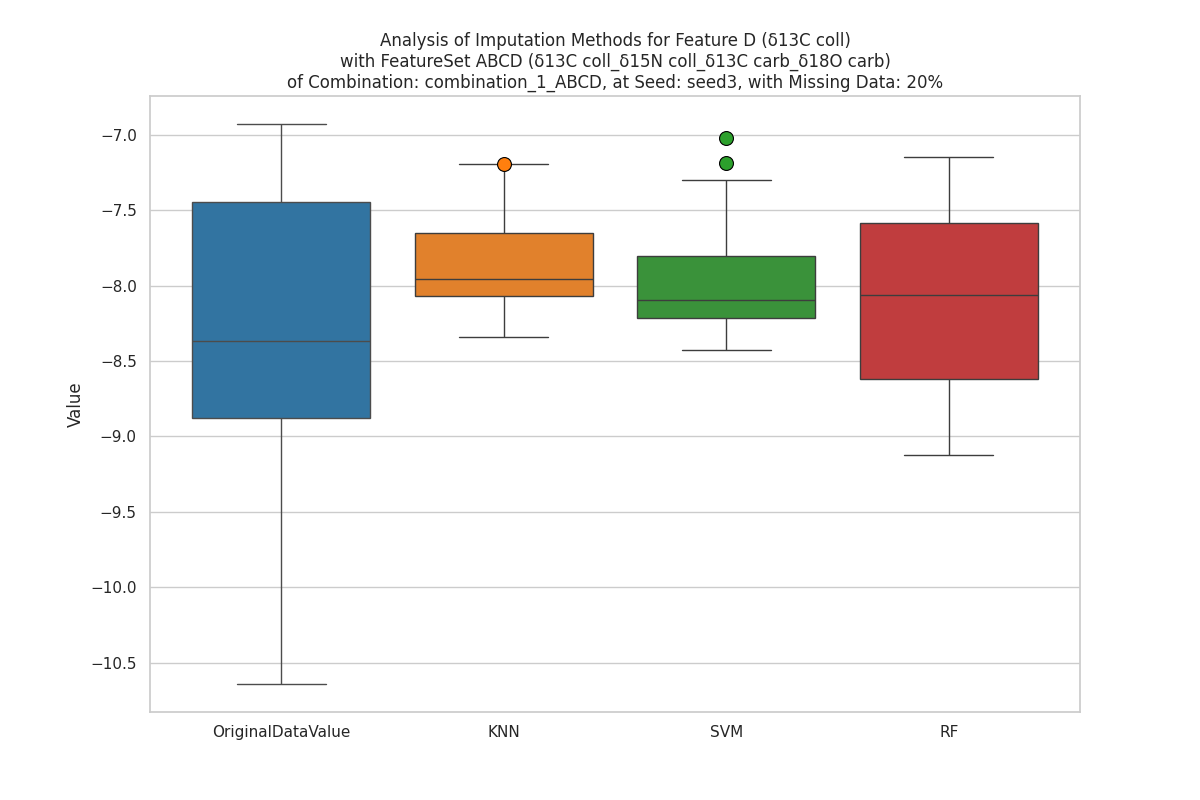 Analysis of Imputation Methods for Feature D (δ13C coll)
with FeatureSet ABCD (δ13C coll_δ15N coll_δ13C carb_δ18O carb)
of Combination: combination_1_ABCD, at Seed: seed3, with Missing Data: 20%
Value
−7.0
−7.5
−8.0
−8.5
−9.0
−9.5
−10.0
−10.5
OriginalDataValue
KNN
SVM
RF